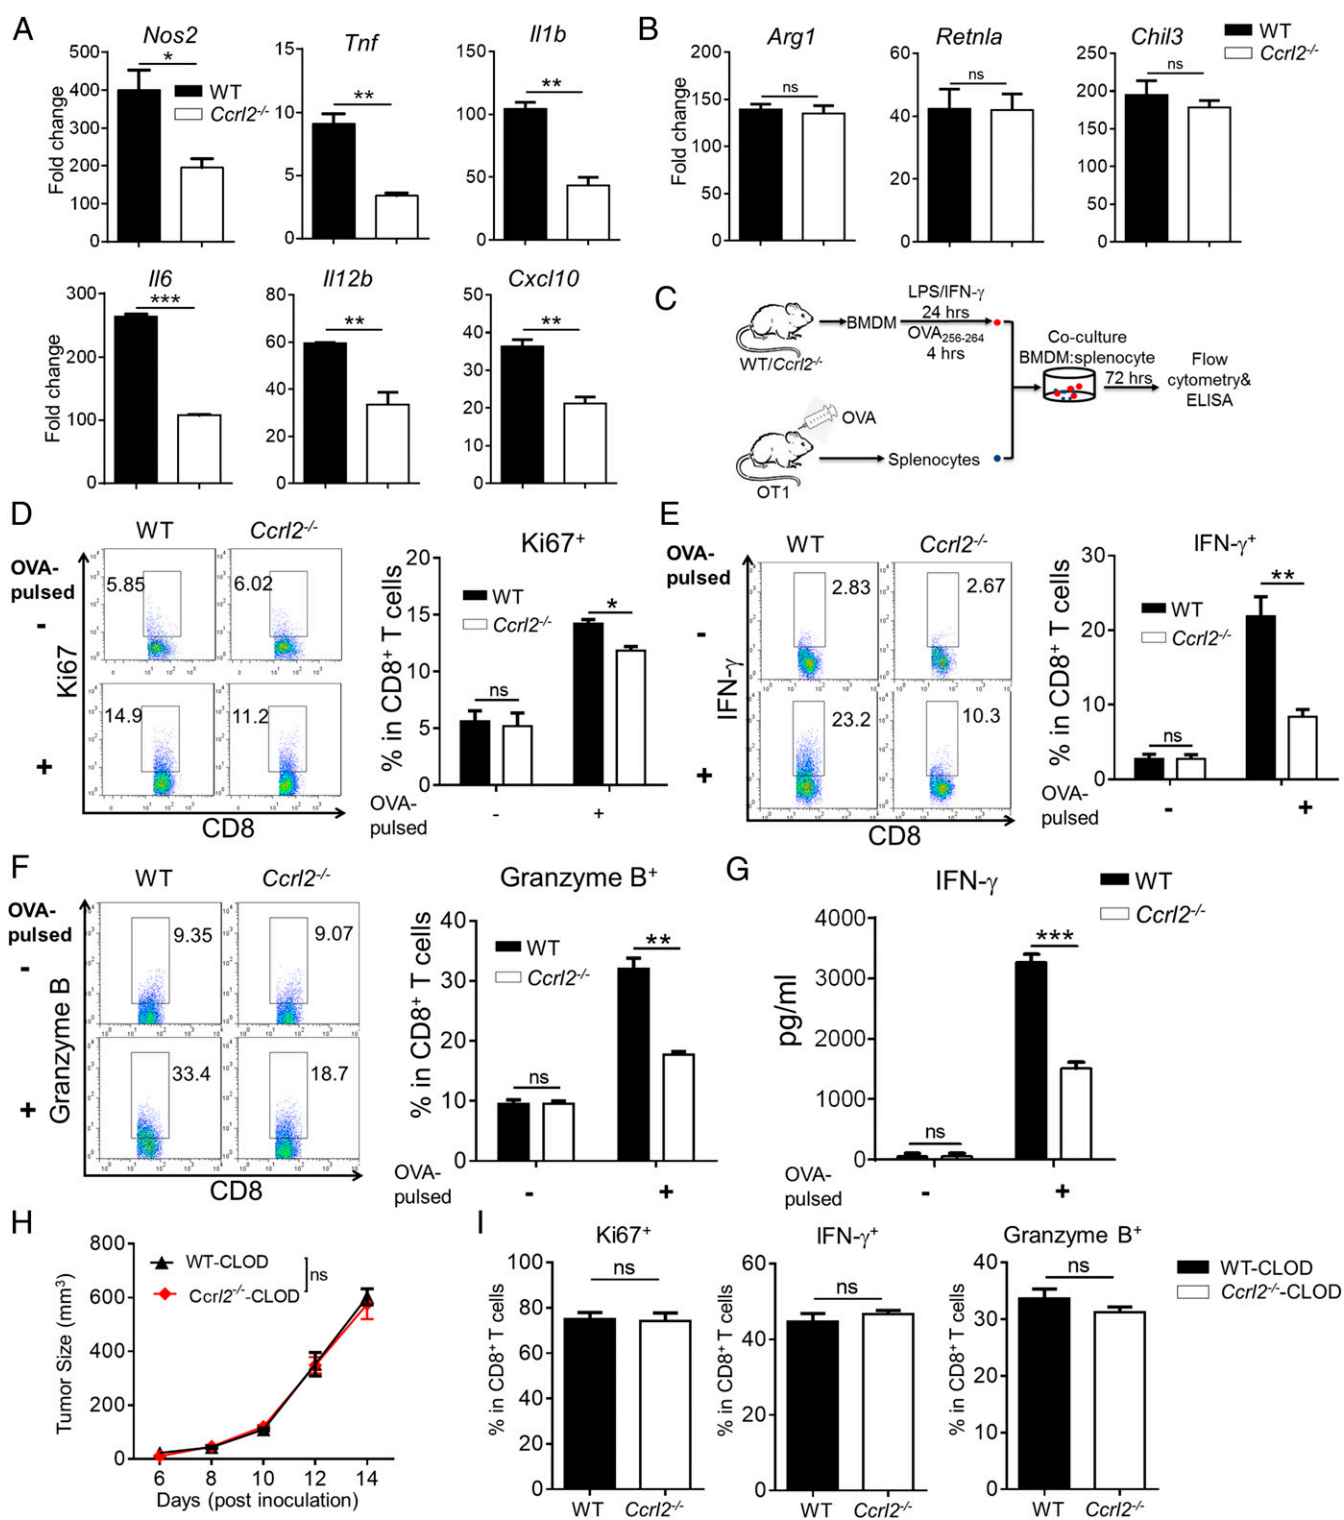 A
Nos2
Tnf
Il1b
Fold change
500
400
300
200
100
0
*
WT
Ccrl2-/-
15
10
5
0
**
150
100
50
0
**
Il6
Il12b
Cxcl10
Fold change
300
200
100
0
***
80
60
40
20
0
**
50
40
30
20
10
0
**
B
Arg1
Retnla
Chil3
WT
Ccrl2-/-
Fold change
200
150
100
50
0
ns
60
40
20
0
ns
250
200
150
100
50
0
ns
C
WT/Ccrl2-/-
BMDM
LPS/IFN-γ
24 hrs
OVA256-264
4 hrs
OVA
OT1
Splenocytes
Co-culture
BMDM:splenocyte
72 hrs
Flow
cytometry&
ELISA
D
WT
Ccrl2-/-
OVA-
pulsed
-
+
Ki67
5.85
6.02
14.9
11.2
CD8
Ki67+
% in CD8+ T cells
20
15
10
5
0
WT
Ccrl2-/-
ns
*
OVA-
pulsed
-
+
E
OVA-
pulsed
WT
Ccrl2-/-
-
+
IFN-γ
2.83
2.67
23.2
10.3
CD8
IFN-γ+
% in CD8+ T cells
30
20
10
0
WT
Ccrl2-/-
ns
**
OVA-
pulsed
-
+
F
WT
Ccrl2-/-
OVA-
pulsed
-
+
Granzyme B
9.35
9.07
33.4
18.7
CD8
Granzyme B+
% in CD8+ T cells
40
30
20
10
0
WT
Ccrl2-/-
ns
**
OVA-
pulsed
-
+
G
IFN-γ
WT
Ccrl2-/-
pg/ml
4000
3000
2000
1000
0
ns
***
OVA-
pulsed
-
+
H
Tumor Size (mm3)
800
600
400
200
0
WT-CLOD
Ccrl2-/--CLOD
ns
6 8 10 12 14
Days (post inoculation)
I
Ki67+
% in CD8+ T cells
100
80
60
40
20
0
ns
WT Ccrl2-/-
IFN-γ+
% in CD8+ T cells
60
40
20
0
ns
WT Ccrl2-/-
Granzyme B+
% in CD8+ T cells
40
30
20
10
0
ns
WT Ccrl2-/-
WT-CLOD
Ccrl2-/--CLOD